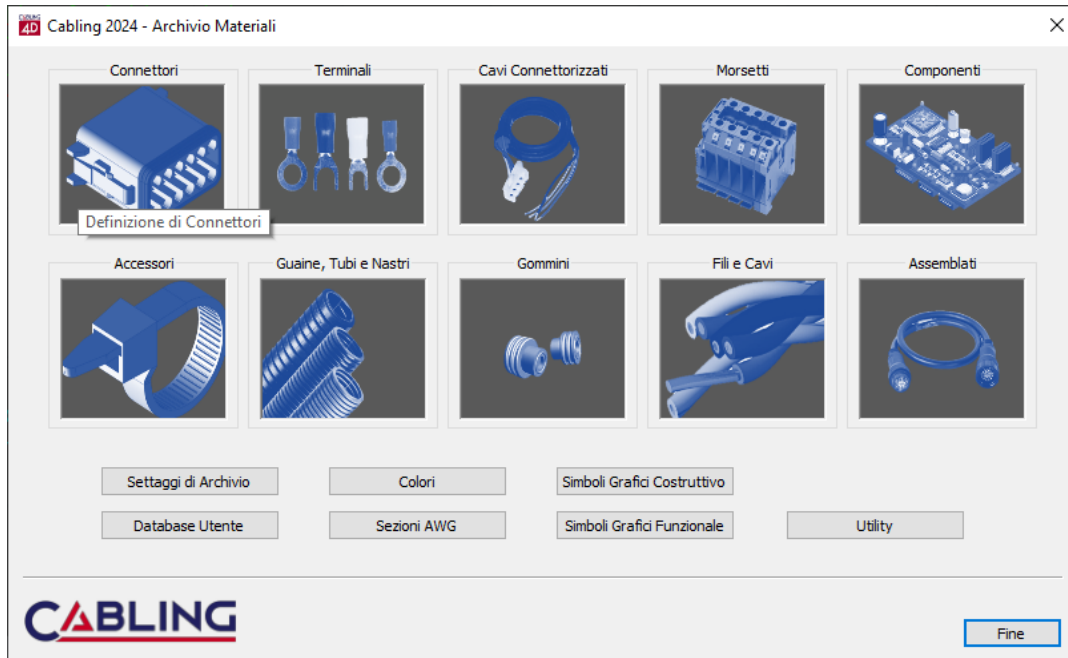 CABLING
4D
Cabling 2024 - Archivio Materiali
Connettori
Terminali
Cavi Connettorizzati
Morsetti
Componenti
Definizione di Connettori
Accessori
Guaine, Tubi e Nastri
Gommini
Fili e Cavi
Assemblati
Settaggi di Archivio
Colori
Simboli Grafici Costruttivo
Database Utente
Sezioni AWG
Simboli Grafici Funzionale
Utility
CABLING
Fine